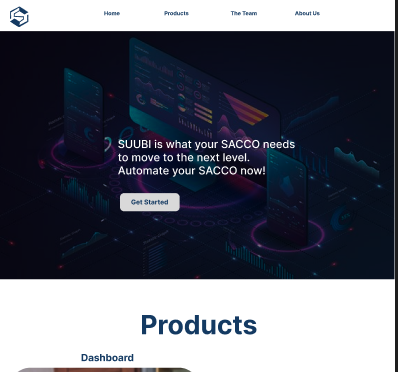 Home Products The Team About Us
SUUBI is what your SACCO needs
to move to the next level.
Automate your SACCO now!
Get Started
Products
Dashboard